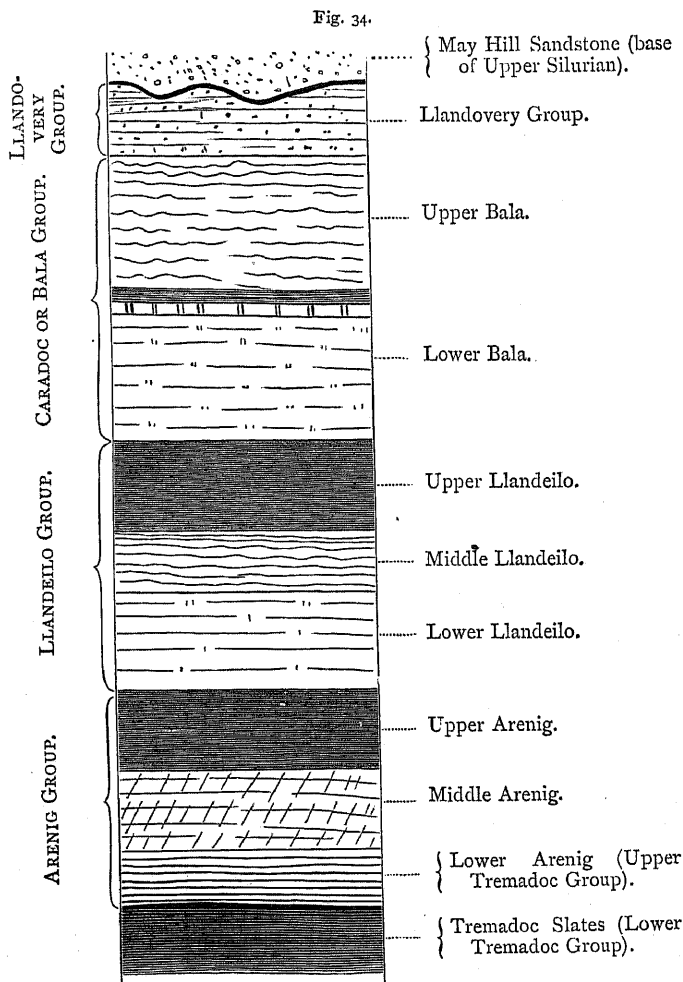 Fig. 34.
May Hill Sandstone (base
of Upper Silurian).
LLANDO-
VERY
GROUP.
Llandovery Group.
CARADOC OR BALA GROUP.
Upper Bala.
Lower Bala.
LLANDEILO GROUP.
Upper Llandeilo.
Middle Llandeilo.
Lower Llandeilo.
ARENIG GROUP.
Upper Arenig.
Middle Arenig.
Lower Arenig (Upper
Tremadoc Group).
Tremadoc Slates (Lower
Tremadoc Group).